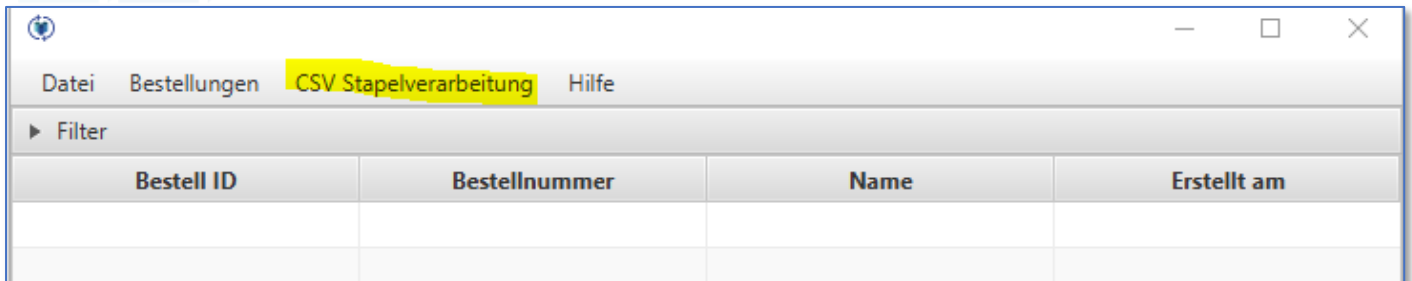 Datei Bestellungen CSV Stapelverarbeitung Hilfe
Filter
Bestell ID Bestellnummer Name Erstellt am